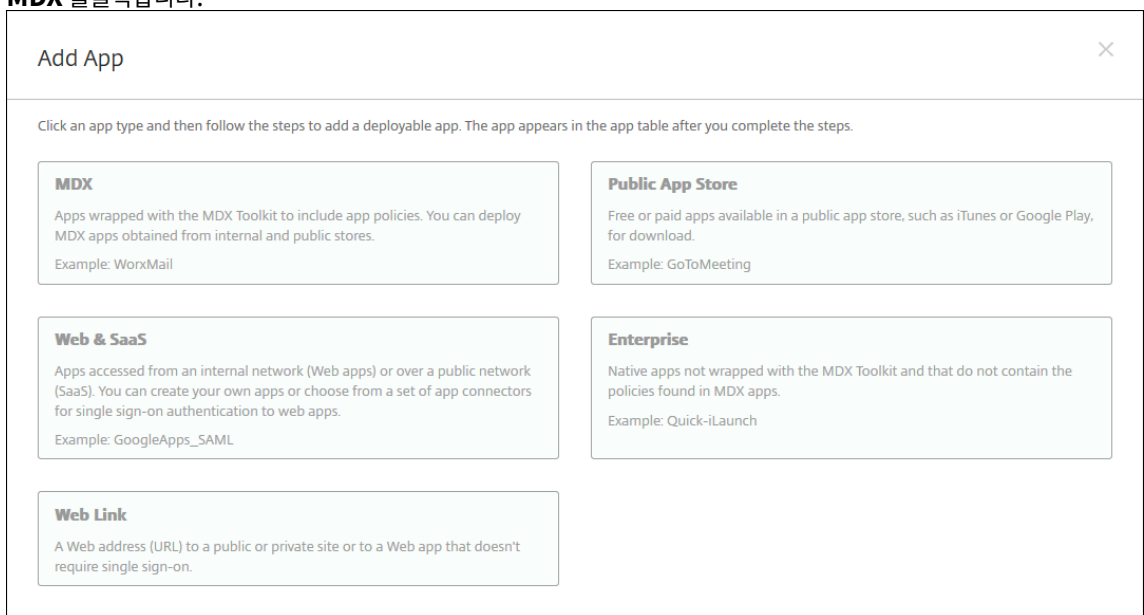 MDX 를클릭합니다.
Add App
Click an app type and then follow the steps to add a deployable app. The app appears in the app table after you complete the steps.
MDX
Apps wrapped with the MDX Toolkit to include app policies. You can deploy
MDX apps obtained from internal and public stores.
Example: WorxMail
Public App Store
Free or paid apps available in a public app store, such as iTunes or Google Play,
for download.
Example: GoToMeeting
Web & SaaS
Apps accessed from an internal network (Web apps) or over a public network
(SaaS). You can create your own apps or choose from a set of app connectors
for single sign-on authentication to web apps.
Example: GoogleApps_SAML
Enterprise
Native apps not wrapped with the MDX Toolkit and that do not contain the
policies found in MDX apps.
Example: Quick-iLaunch
Web Link
A Web address (URL) to a public or private site or to a Web app that doesn't
require single sign-on.